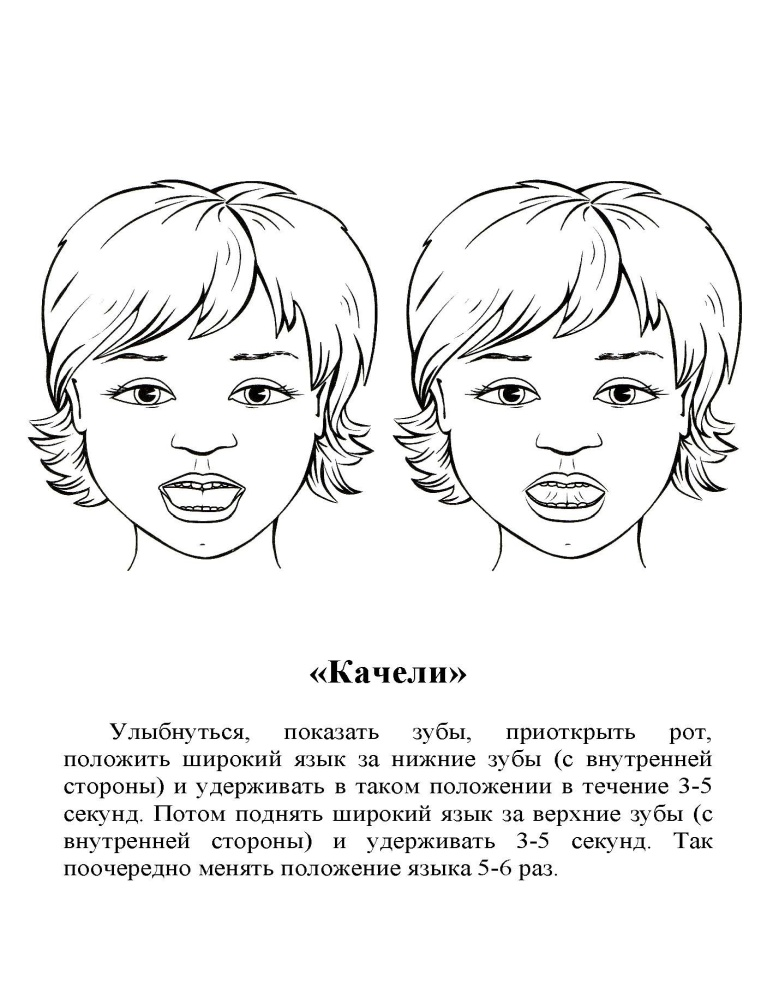 «Качели»
Улыбнуться, показать зубы, приоткрыть рот,
положить широкий язык за нижние зубы (с внутренней
стороны) и удерживать в таком положении в течение 3-5
секунд. Потом поднять широкий язык за верхние зубы (с
внутренней стороны) и удерживать 3-5 секунд. Так
поочередно менять положение языка 5-6 раз.